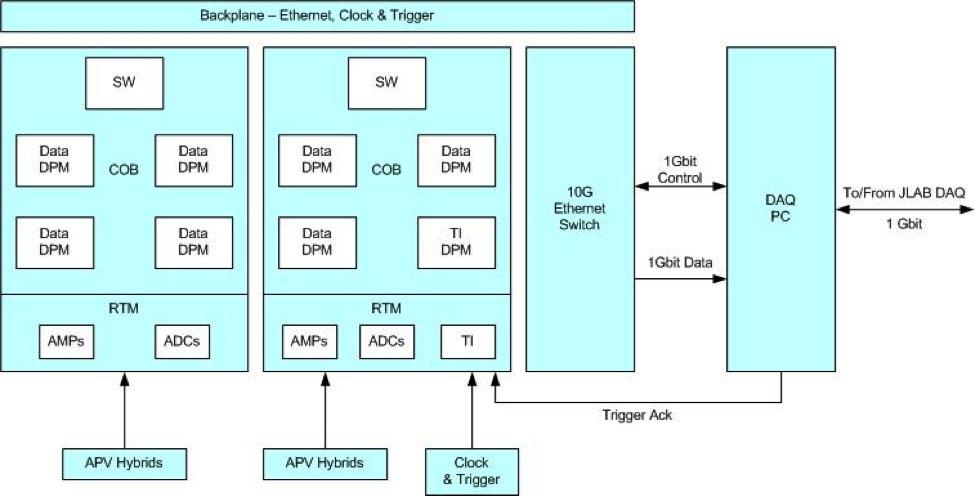 Backplane – Ethernet, Clock & Trigger
SW
Data
DPM
COB
Data
DPM
Data
DPM
Data
DPM
RTM
AMPs
ADCs
APV Hybrids
SW
Data
DPM
COB
Data
DPM
Data
DPM
TI
DPM
RTM
AMPs
ADCs
TI
APV Hybrids
Clock
& Trigger
10G
Ethernet
Switch
1Gbit
Control
1Gbit Data
DAQ
PC
Trigger Ack
To/From JLAB DAQ
1 Gbit